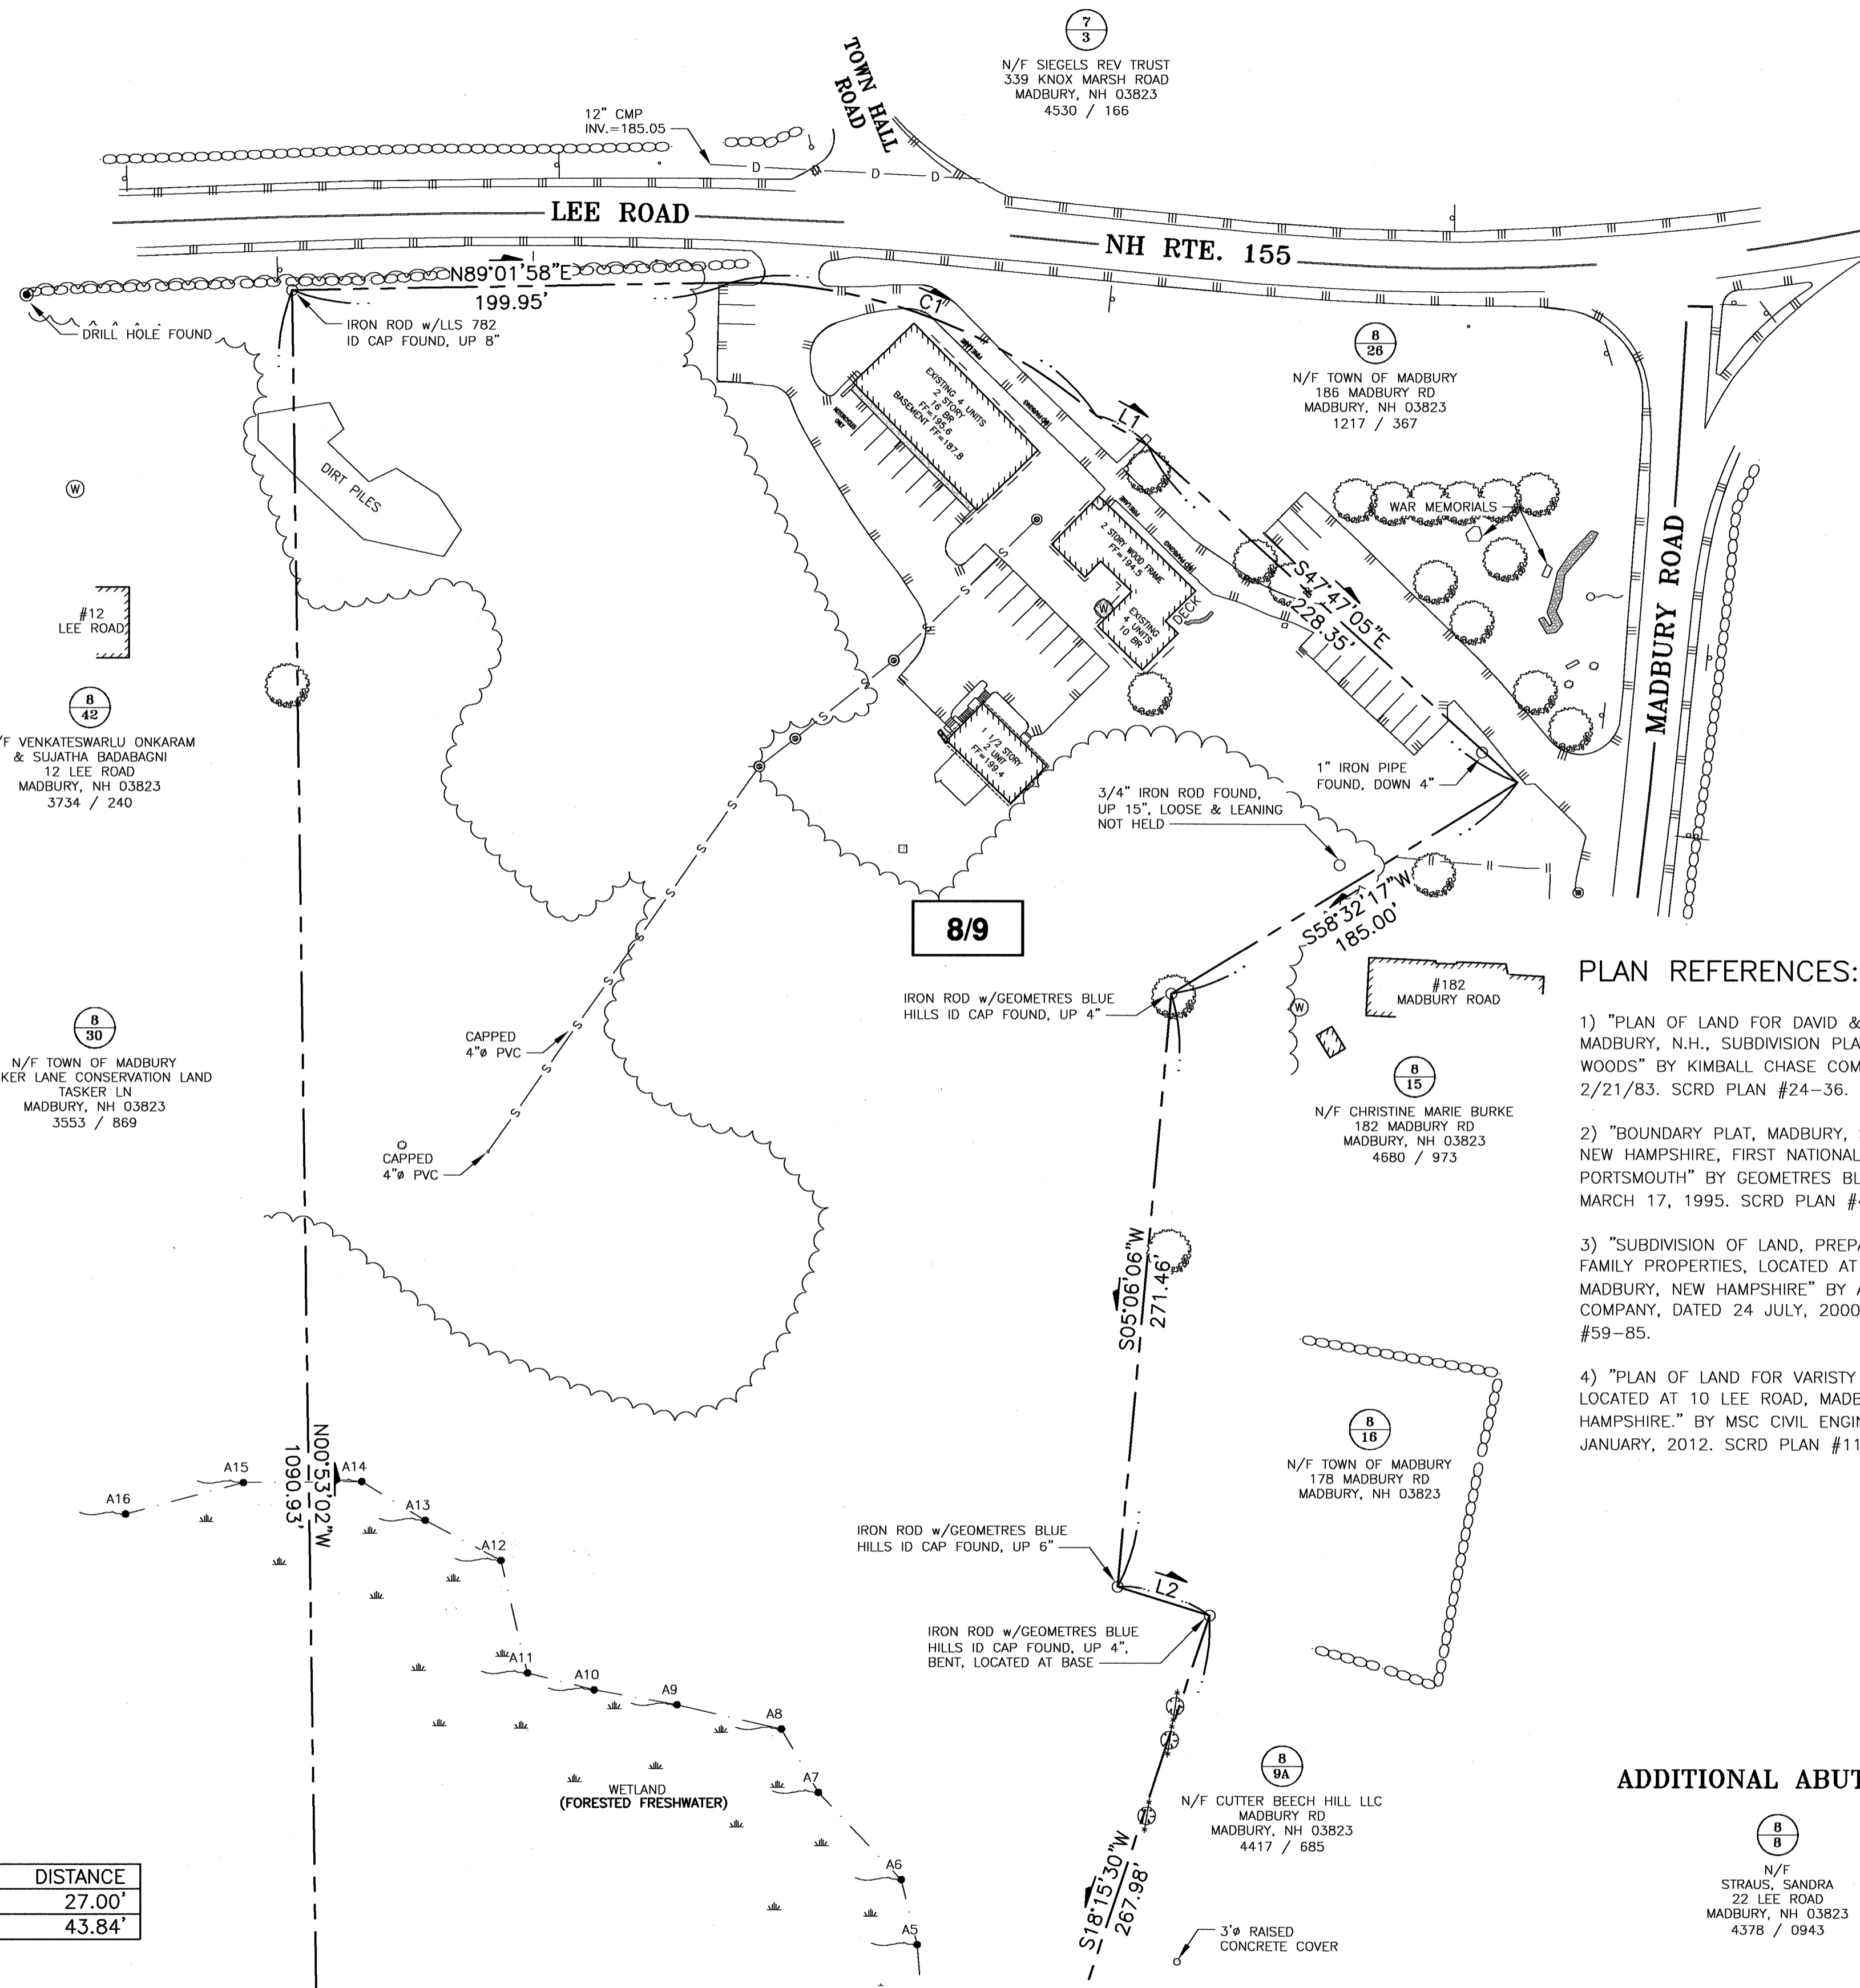 7
3
N/F SIEGELS REV TRUST
339 KNOX MARSH ROAD
MADBURY, NH 03823
4530 / 166
TOWN HALL
ROAD
12" CMP
INV.=185.05
D
D
D
LEE ROAD
NH RTE. 155
N89°01'58"E
199.95'
DRILL HOLE FOUND
IRON ROD w/LLS 782
ID CAP FOUND, UP 8"
C1
8
26
N/F TOWN OF MADBURY
186 MADBURY RD
MADBURY, NH 03823
1217 / 367
EXISTING 4 UNITS
2 STORY
16 BR
FF=195.6
BASEMENT FF=187.8
L1
DIRT PILES
W
WAR MEMORIALS
MADBURY ROAD
2 STORY WOOD FRAME
FF=194.5
W
EXISTING
4 UNITS
10 BR
DECK
S47°47'05"E
228.35'
#12
LEE ROAD
8
42
/F VENKATESWARLU ONKARAM
& SUJATHA BADABAGNI
12 LEE ROAD
MADBURY, NH 03823
3734 / 240
S
S
S
S
S
S
S
S
S
S
S
S
1 1/2 STORY
2 UNIT
FF=199.4
1" IRON PIPE
FOUND, DOWN 4"
3/4" IRON ROD FOUND,
UP 15", LOOSE & LEANING
NOT HELD
8/9
S58°32'17"W
185.00'
IRON ROD w/GEOMETRES BLUE
HILLS ID CAP FOUND, UP 4"
#182
MADBURY ROAD
W
8
30
N/F TOWN OF MADBURY
KER LANE CONSERVATION LAND
TASKER LN
MADBURY, NH 03823
3553 / 869
CAPPED
4"ø PVC
CAPPED
4"ø PVC
8
15
N/F CHRISTINE MARIE BURKE
182 MADBURY RD
MADBURY, NH 03823
4680 / 973
PLAN REFERENCES:
1) "PLAN OF LAND FOR DAVID &
MADBURY, N.H., SUBDIVISION PLA
WOODS" BY KIMBALL CHASE COM
2/21/83. SCRD PLAN #24-36.
2) "BOUNDARY PLAT, MADBURY,
NEW HAMPSHIRE, FIRST NATIONAL
PORTSMOUTH" BY GEOMETRES BL
MARCH 17, 1995. SCRD PLAN #
3) "SUBDIVISION OF LAND, PREPA
FAMILY PROPERTIES, LOCATED AT
MADBURY, NEW HAMPSHIRE" BY A
COMPANY, DATED 24 JULY, 2000
#59-85.
4) "PLAN OF LAND FOR VARISTY
LOCATED AT 10 LEE ROAD, MADB
HAMPSHIRE." BY MSC CIVIL ENGIN
JANUARY, 2012. SCRD PLAN #11
S05°06'06"W
271.46'
8
16
N/F TOWN OF MADBURY
178 MADBURY RD
MADBURY, NH 03823
N00°53'02"W
1090.93'
A16
A15
A14
A13
A12
A11
A10
A9
A8
A7
A6
A5
IRON ROD w/GEOMETRES BLUE
HILLS ID CAP FOUND, UP 6"
L2
IRON ROD w/GEOMETRES BLUE
HILLS ID CAP FOUND, UP 4",
BENT, LOCATED AT BASE
WETLAND
(FORESTED FRESHWATER)
8
9A
N/F CUTTER BEECH HILL LLC
MADBURY RD
MADBURY, NH 03823
4417 / 685
S18°15'30"W
267.98'
3'ø RAISED
CONCRETE COVER
ADDITIONAL ABUT
8
8
N/F
STRAUS, SANDRA
22 LEE ROAD
MADBURY, NH 03823
4378 / 0943
DISTANCE
27.00'
43.84'